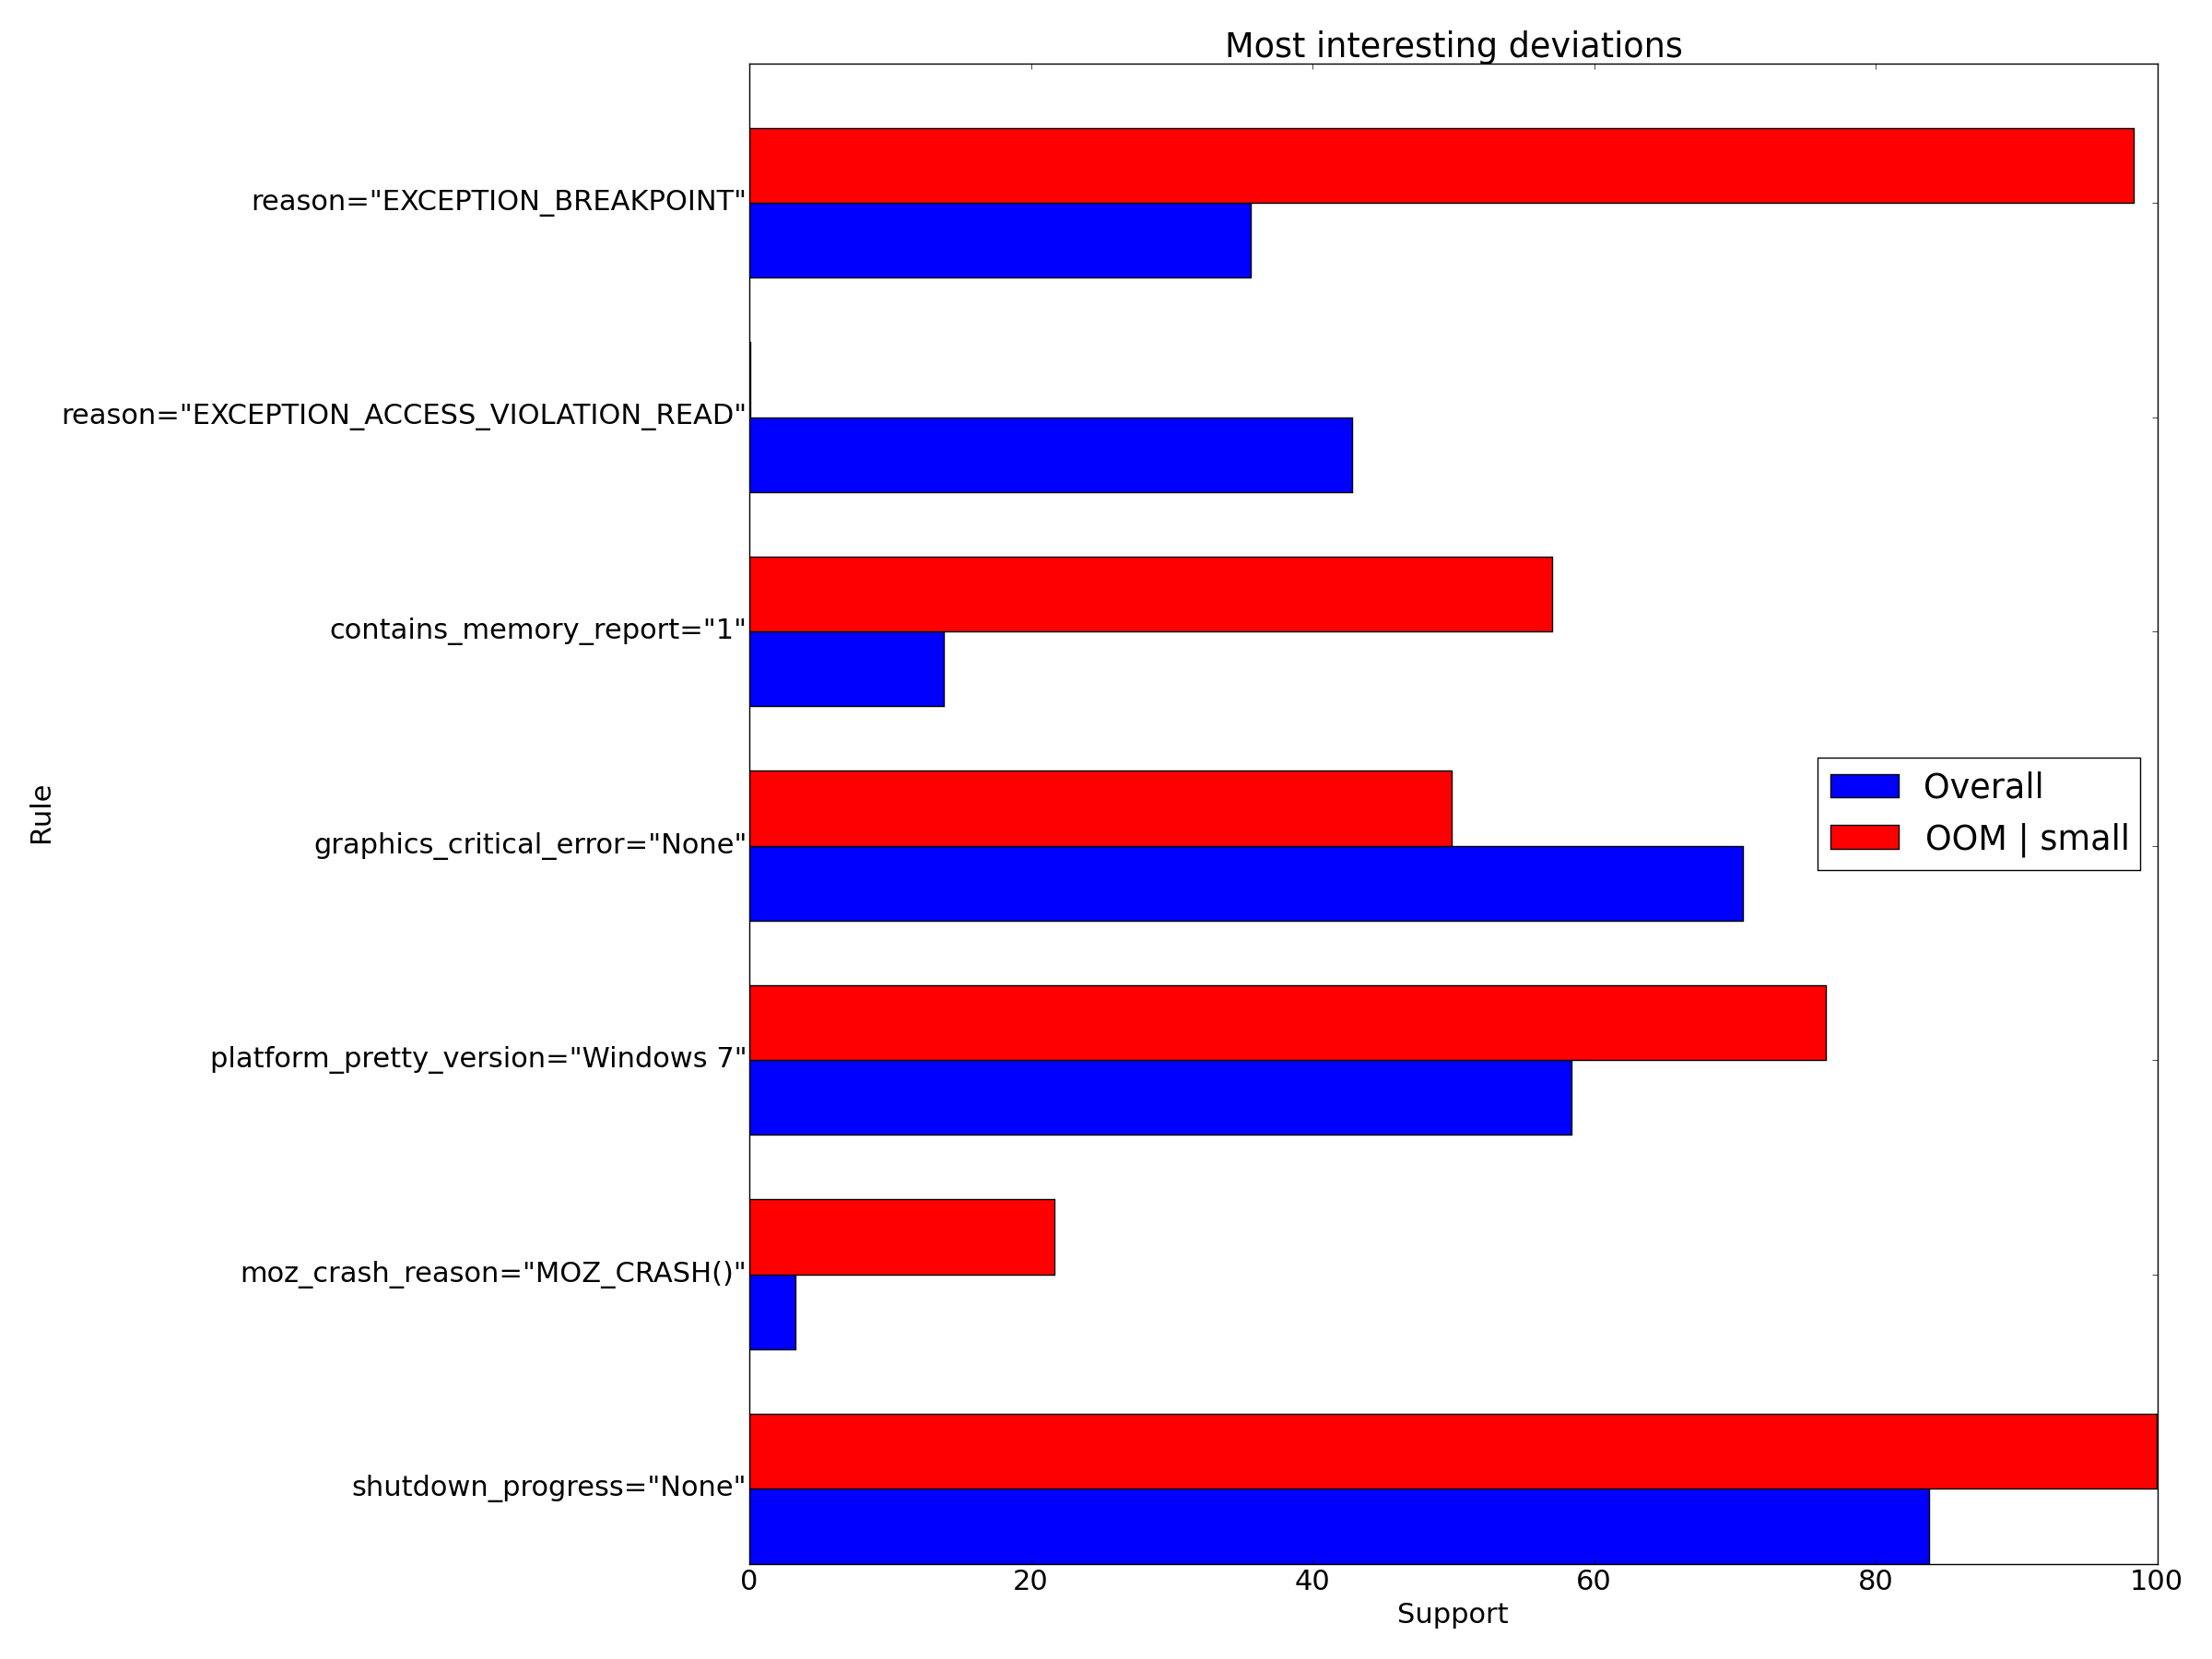 Most interesting deviations
reason="EXCEPTION_BREAKPOINT"
reason="EXCEPTION_ACCESS_VIOLATION_READ"
contains_memory_report="1"
graphics_critical_error="None"
platform_pretty_version="Windows 7"
moz_crash_reason="MOZ_CRASH()"
shutdown_progress="None"
Rule
Overall
OOM | small
0 20 40 60 80 100
Support